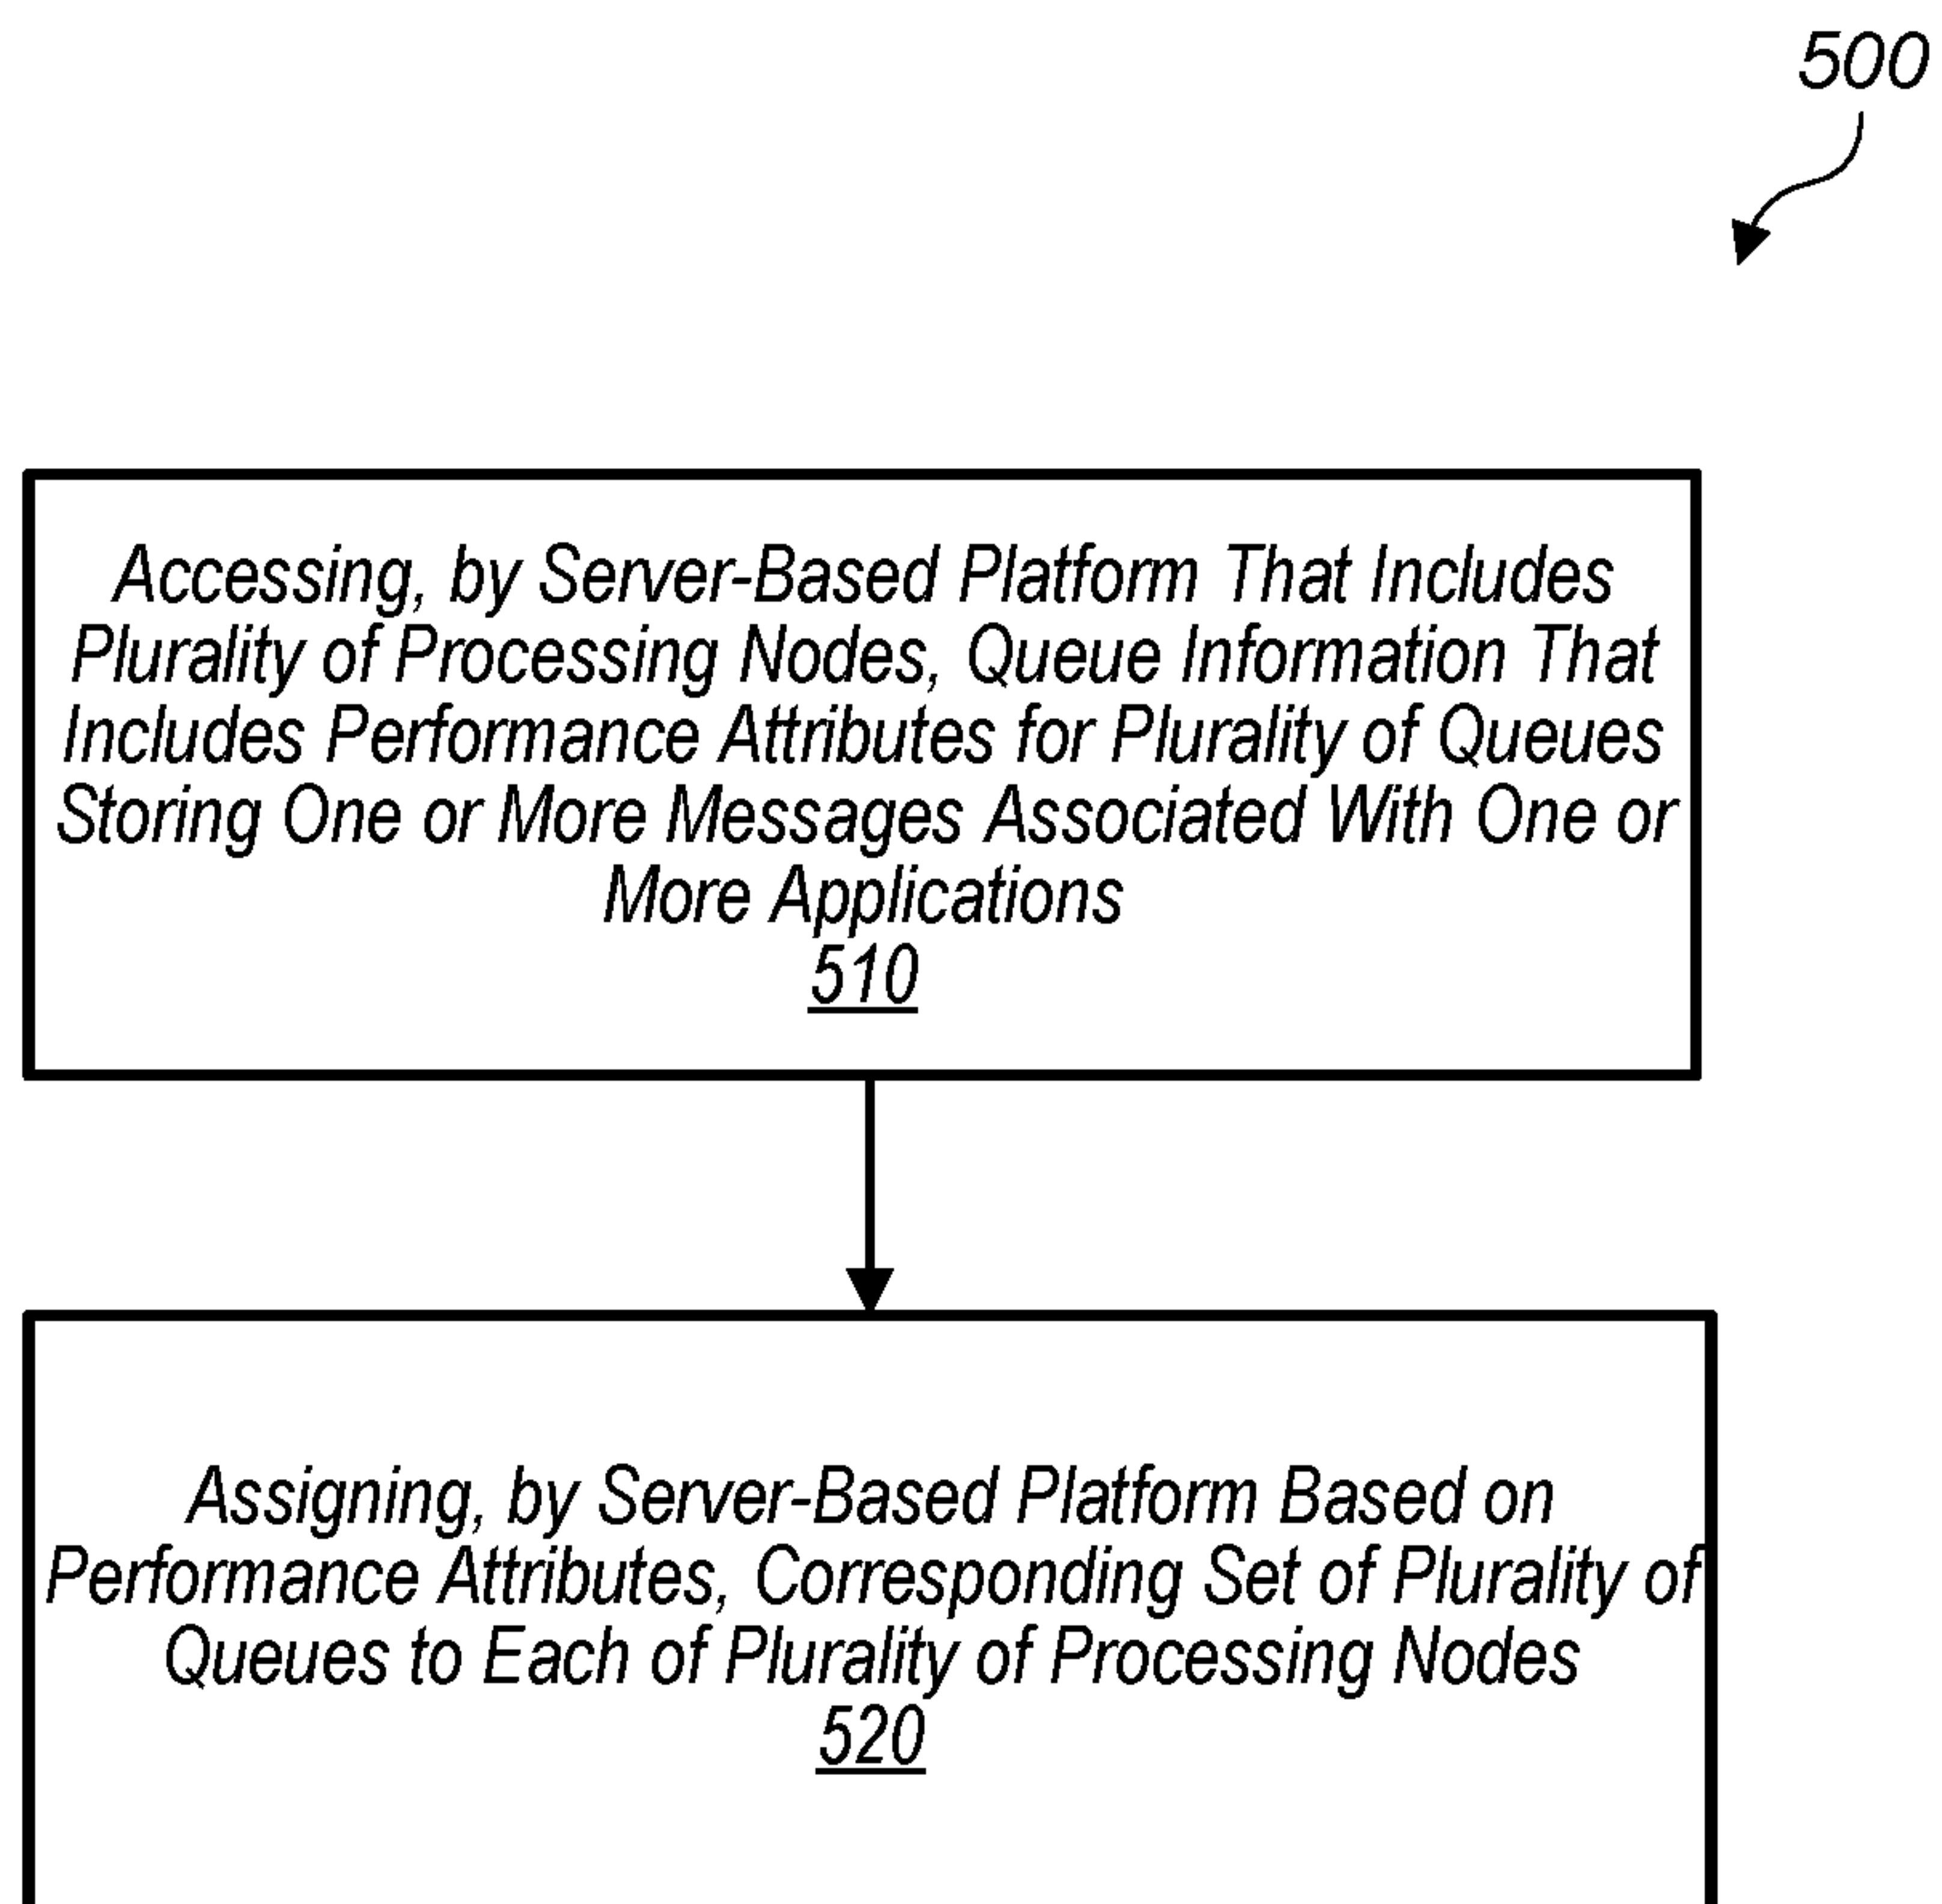 500
Accessing, by Server-Based Platform That Includes
Plurality of Processing Nodes, Queue Information That
Includes Performance Attributes for Plurality of Queues
Storing One or More Messages Associated With One or
More Applications
510
Assigning, by Server-Based Platform Based on
Performance Attributes, Corresponding Set of Plurality of
Queues to Each of Plurality of Processing Nodes
520